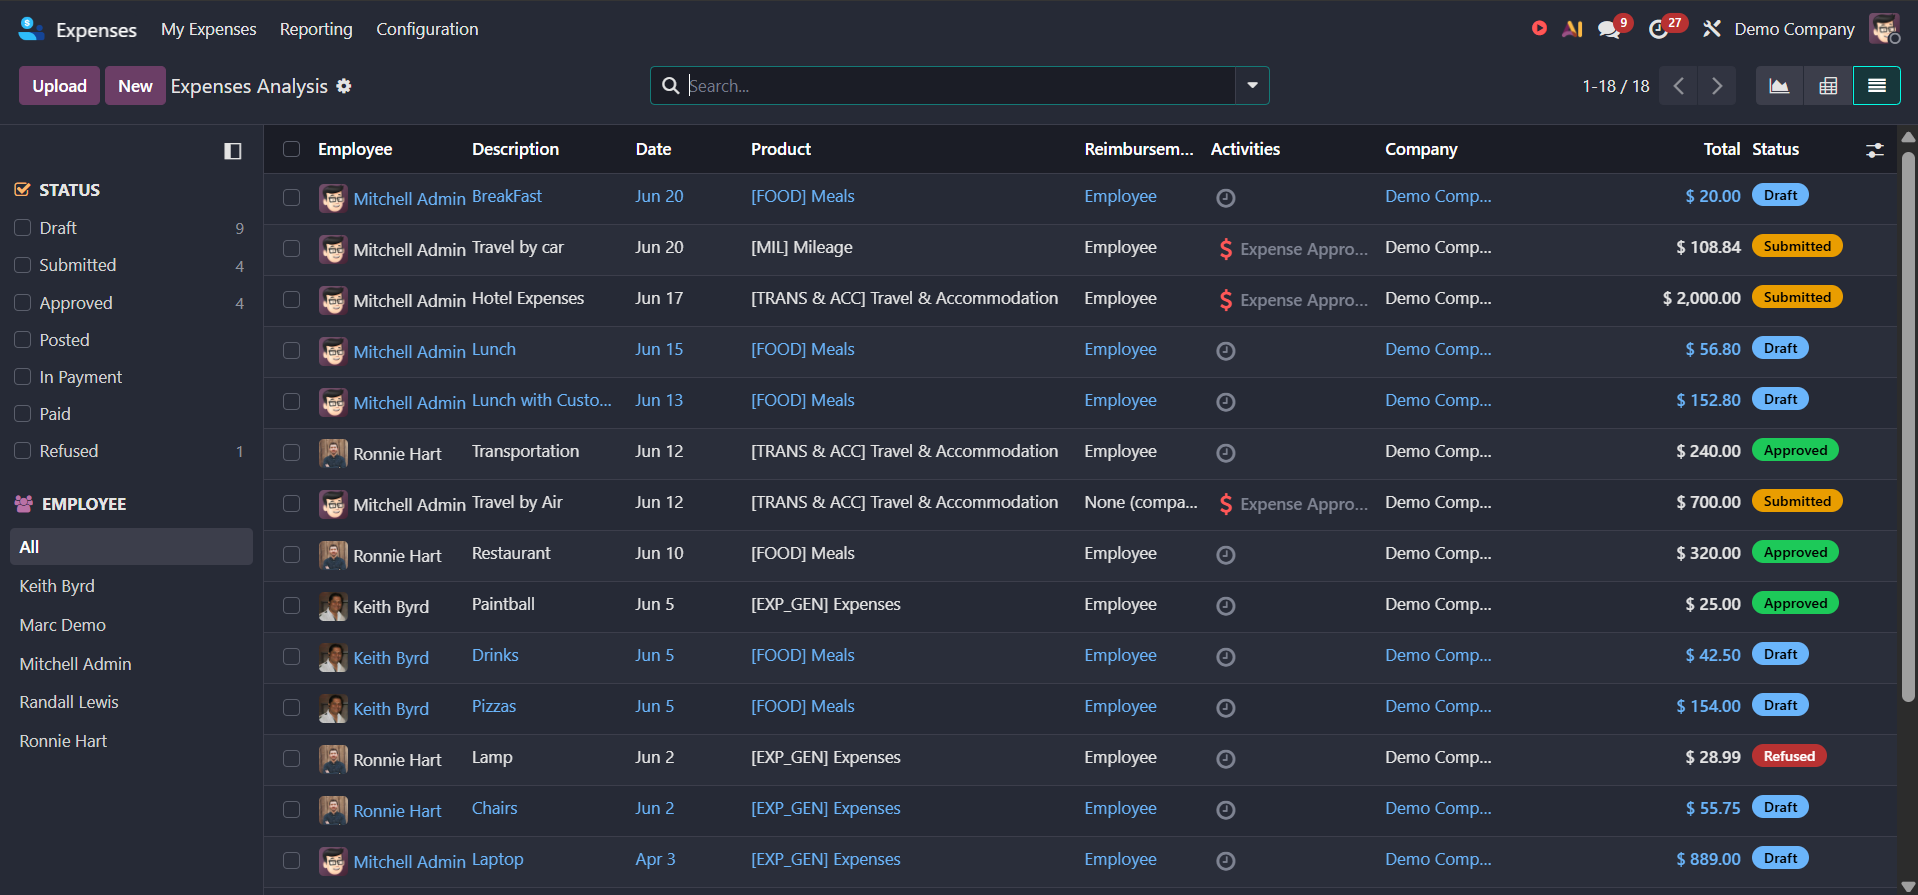 Expenses My Expenses Reporting Configuration 9 27 Demo Company
Upload New Expenses Analysis Search... 1-18 / 18
STATUS
Draft 9
Submitted 4
Approved 4
Posted
In Payment
Paid
Refused 1
EMPLOYEE
All
Keith Byrd
Marc Demo
Mitchell Admin
Randall Lewis
Ronnie Hart
Employee Description Date Product Reimbursem... Activities Company Total Status
Mitchell Admin BreakFast Jun 20 [FOOD] Meals Employee Demo Comp... $ 20.00 Draft
Mitchell Admin Travel by car Jun 20 [MIL] Mileage Employee Expense Appro... Demo Comp... $ 108.84 Submitted
Mitchell Admin Hotel Expenses Jun 17 [TRANS & ACC] Travel & Accommodation Employee Expense Appro... Demo Comp... $ 2,000.00 Submitted
Mitchell Admin Lunch Jun 15 [FOOD] Meals Employee Demo Comp... $ 56.80 Draft
Mitchell Admin Lunch with Custo... Jun 13 [FOOD] Meals Employee Demo Comp... $ 152.80 Draft
Ronnie Hart Transportation Jun 12 [TRANS & ACC] Travel & Accommodation Employee Demo Comp... $ 240.00 Approved
Mitchell Admin Travel by Air Jun 12 [TRANS & ACC] Travel & Accommodation None (compa... Expense Appro... Demo Comp... $ 700.00 Submitted
Ronnie Hart Restaurant Jun 10 [FOOD] Meals Employee Demo Comp... $ 320.00 Approved
Keith Byrd Paintball Jun 5 [EXP_GEN] Expenses Employee Demo Comp... $ 25.00 Approved
Keith Byrd Drinks Jun 5 [FOOD] Meals Employee Demo Comp... $ 42.50 Draft
Keith Byrd Pizzas Jun 5 [FOOD] Meals Employee Demo Comp... $ 154.00 Draft
Ronnie Hart Lamp Jun 2 [EXP_GEN] Expenses Employee Demo Comp... $ 28.99 Refused
Ronnie Hart Chairs Jun 2 [EXP_GEN] Expenses Employee Demo Comp... $ 55.75 Draft
Mitchell Admin Laptop Apr 3 [EXP_GEN] Expenses Employee Demo Comp... $ 889.00 Draft